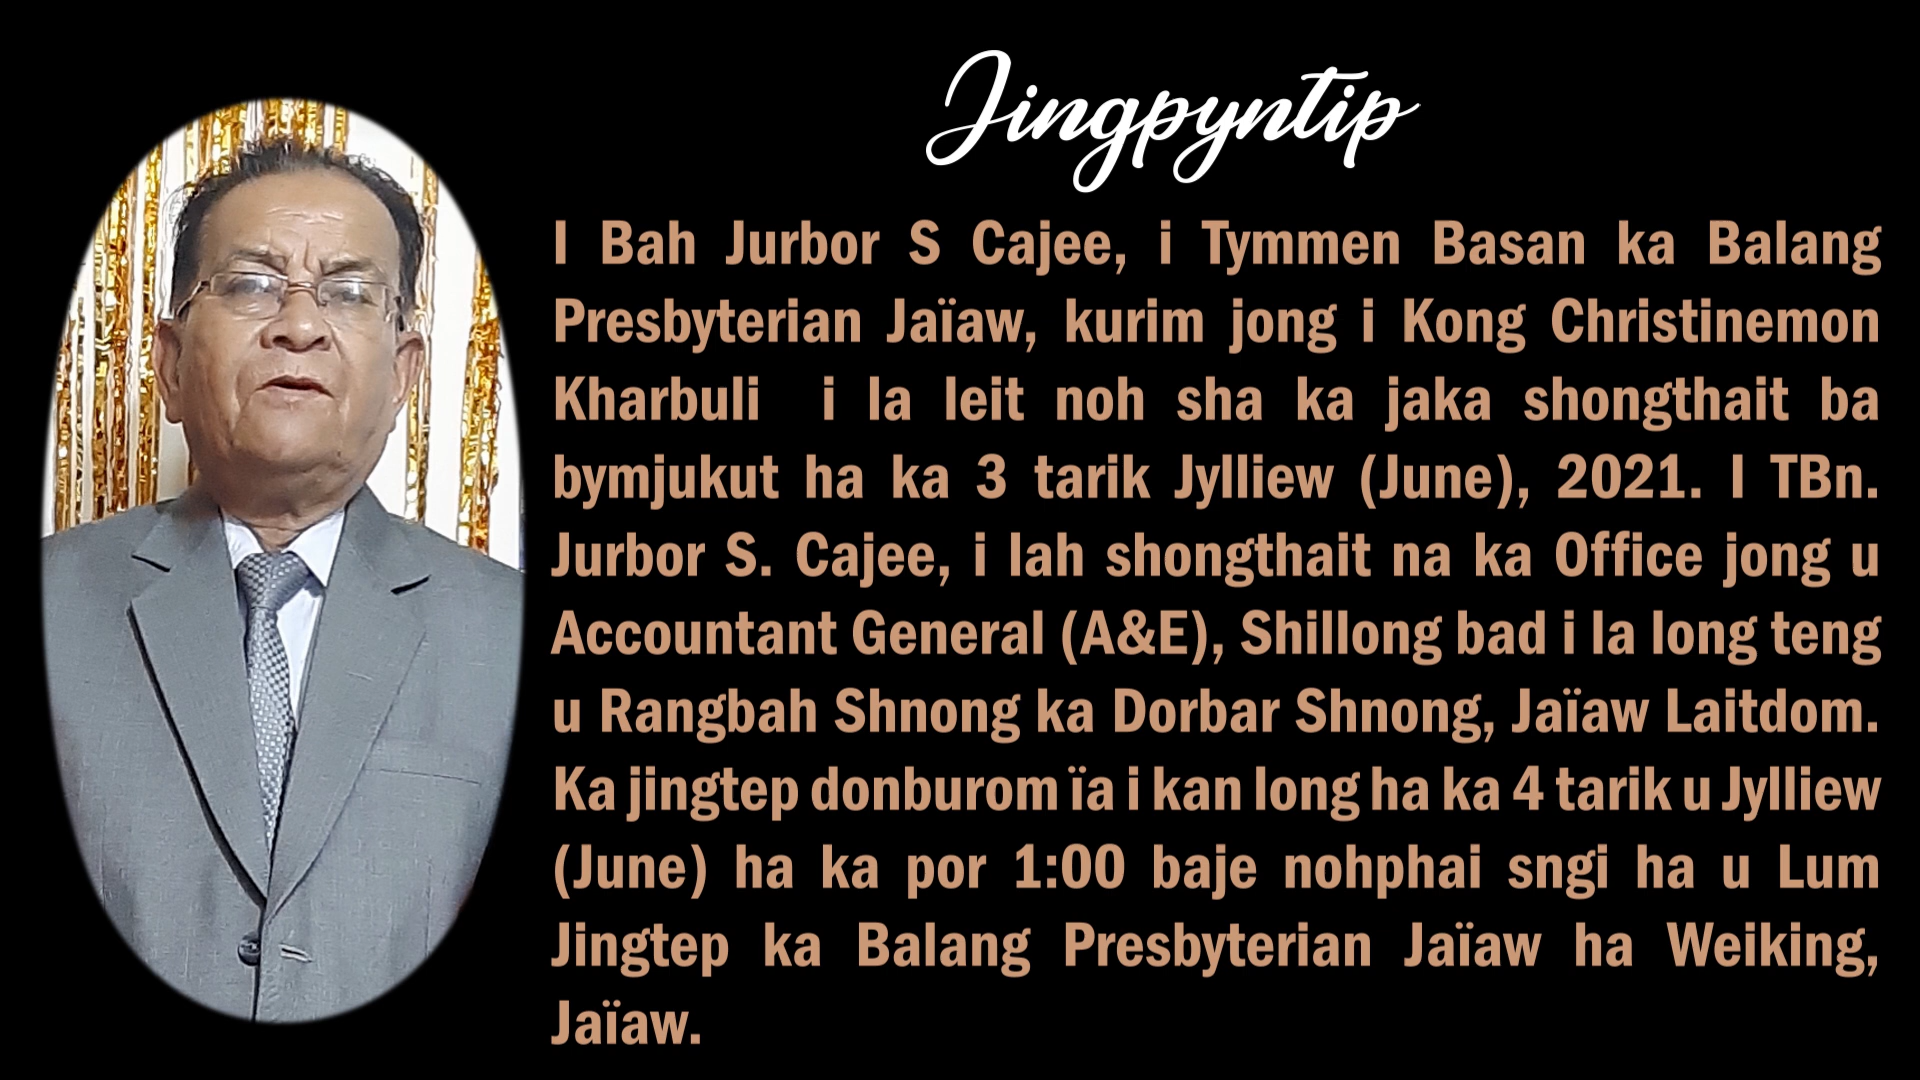 Jingpyntip
I Bah Jurbor S Cajee, i Tymmen Basan ka Balang
Presbyterian Jaïaw, kurim jong i Kong Christinemon
Kharbuli i la leit noh sha ka jaka shongthait ba
bymjukut ha ka 3 tarik Jylliew (June), 2021. I TBn.
Jurbor S. Cajee, i lah shongthait na ka Office jong u
Accountant General (A&E), Shillong bad i la long teng
u Rangbah Shnong ka Dorbar Shnong, Jaïaw Laitdom.
Ka jingtep donburom ïa i kan long ha ka 4 tarik u Jylliew
(June) ha ka por 1:00 baje nohphai sngi ha u Lum
Jingtep ka Balang Presbyterian Jaïaw ha Weiking,
Jaïaw.